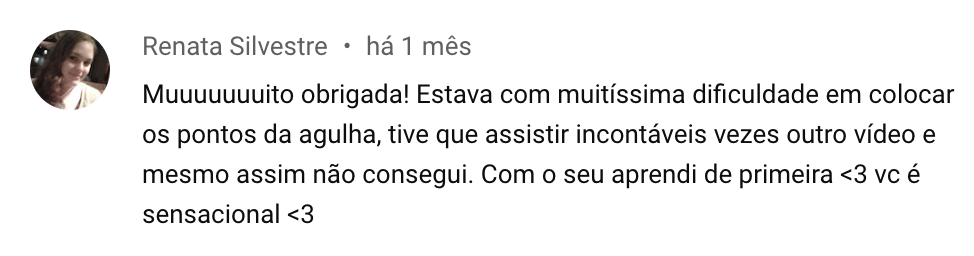 Renata Silvestre • há 1 mês
Muuuuuuuito obrigada! Estava com muitíssima dificuldade em colocar
os pontos da agulha, tive que assistir incontáveis vezes outro vídeo e
mesmo assim não consegui. Com o seu aprendi de primeira <3 vc é
sensacional <3